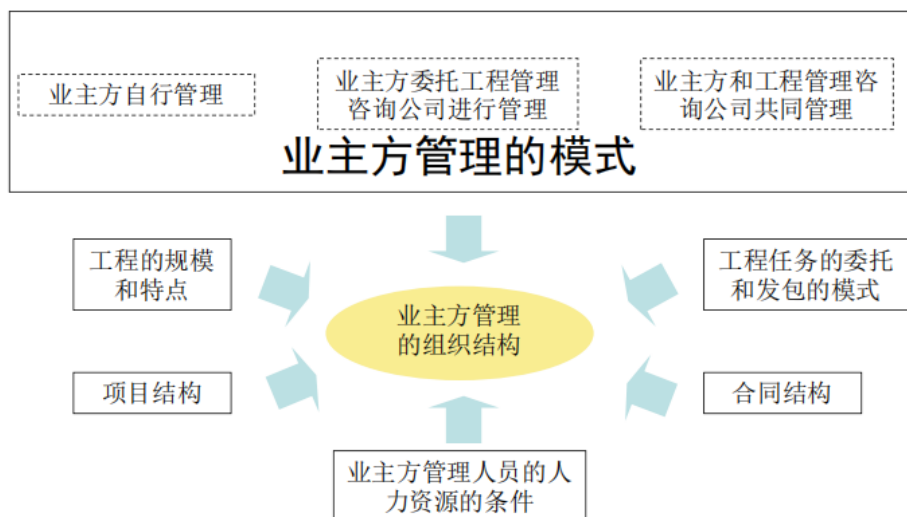 业主方自行管理
业主方委托工程管理
咨询公司进行管理
业主方和工程管理咨
询公司共同管理
业主方管理的模式
工程的规模
和特点
工程任务的委托
和发包的模式
业主方管理
的组织结构
项目结构
合同结构
业主方管理人员的人
力资源的条件